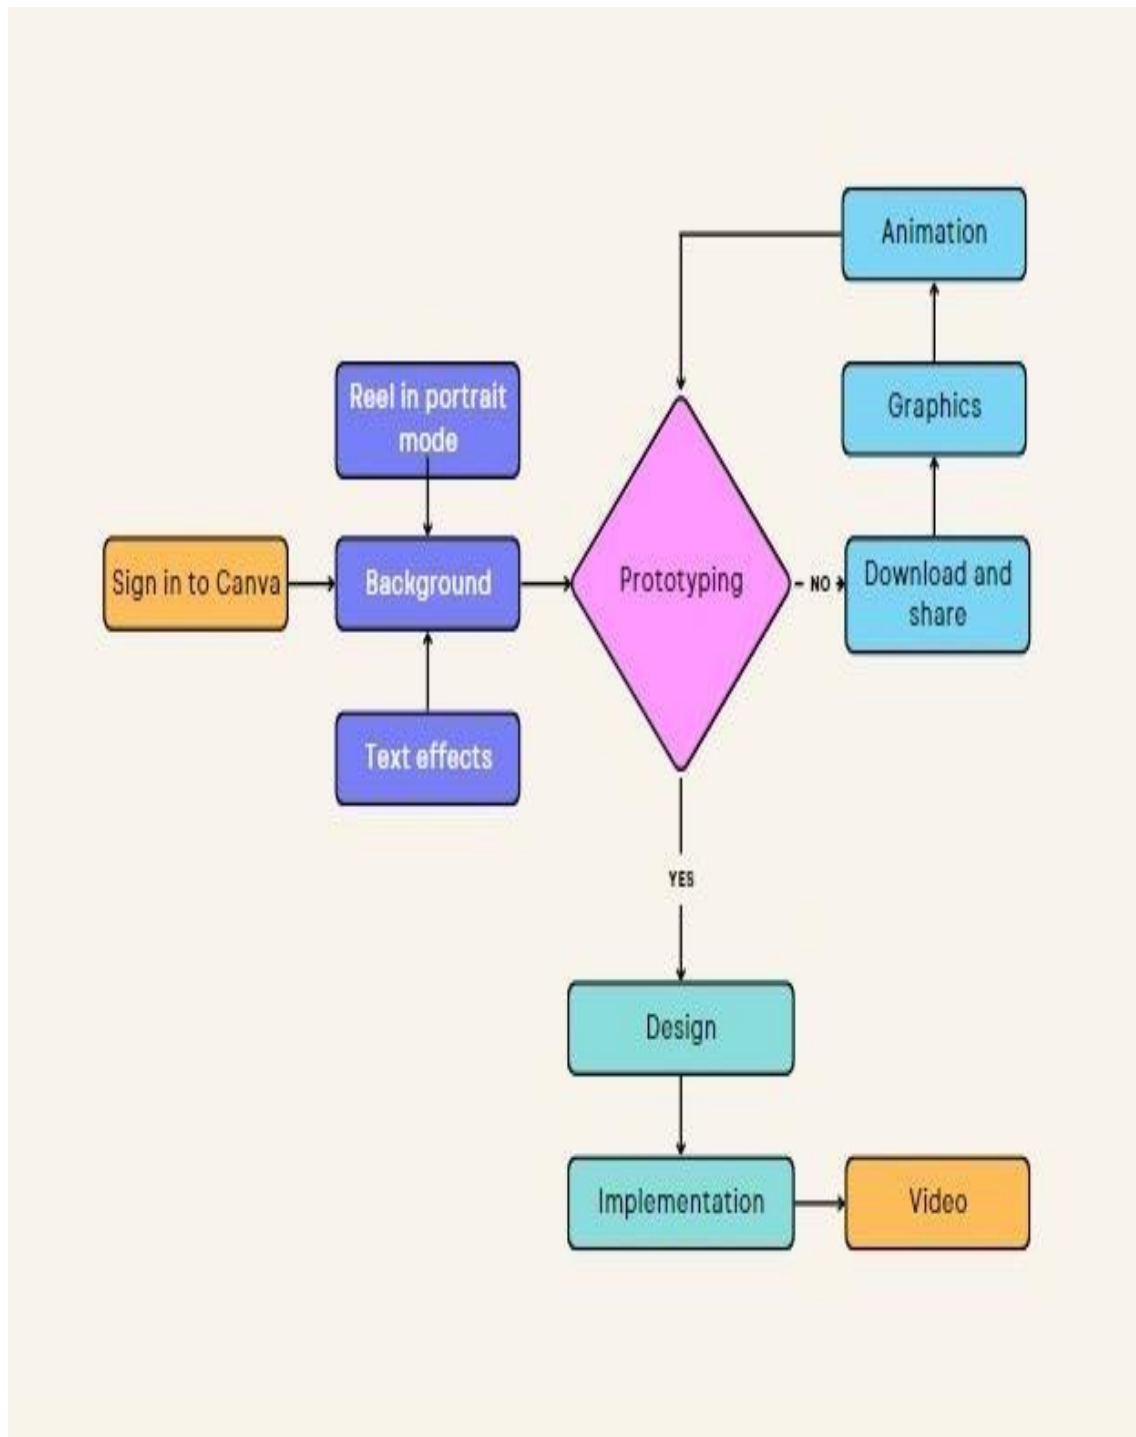 Animation
Reel in portrait
mode
Graphics
Sign in to Canva
Background
Prototyping
NO
Download and
share
Text effects
YES
Design
Implementation
Video